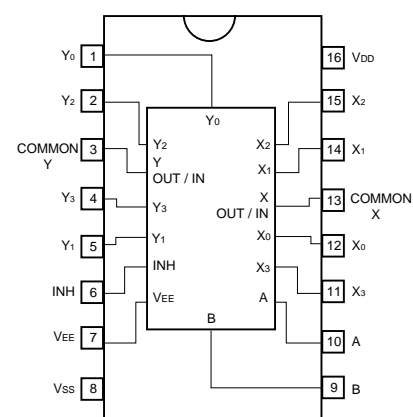 Y0 1
16 VDD
Y2 2
15 X2
Y0
COMMON
Y
3
Y2
X2
14 X1
Y
OUT / IN
X1
Y3 4
X
OUT / IN
13 COMMON
X
Y3
Y1 5
Y1
X0
12 X0
INH 6
INH
X3
11 X3
VEE
A
VEE 7
B
10 A
VSS 8
9 B